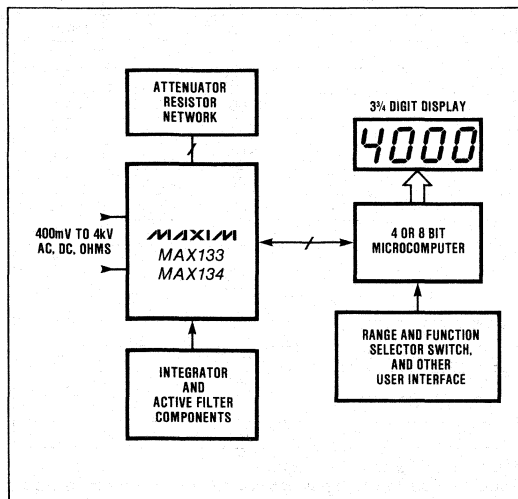 ATTENUATOR
RESISTOR
NETWORK
3¾ DIGIT DISPLAY
4000
400mV TO 4kV
AC, DC, OHMS
MAXIM
MAX133
MAX134
4 OR 8 BIT
MICROCOMPUTER
INTEGRATOR
AND
ACTIVE FILTER
COMPONENTS
RANGE AND FUNCTION
SELECTOR SWITCH,
AND OTHER
USER INTERFACE